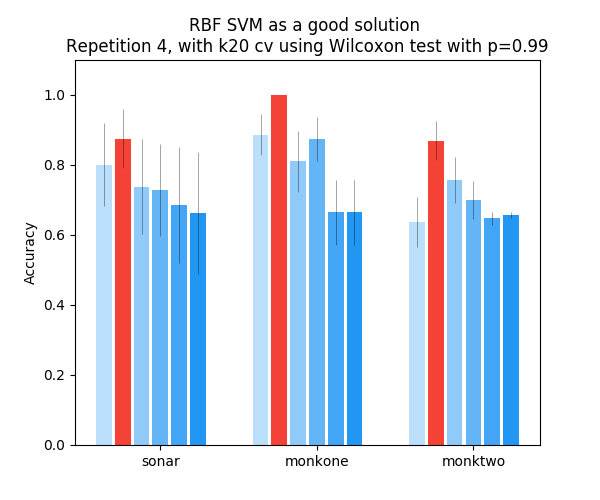 RBF SVM as a good solution
Repetition 4, with k20 cv using Wilcoxon test with p=0.99
1.0
0.8
0.6
0.4
0.2
0.0
Accuracy
sonar
monkone
monktwo